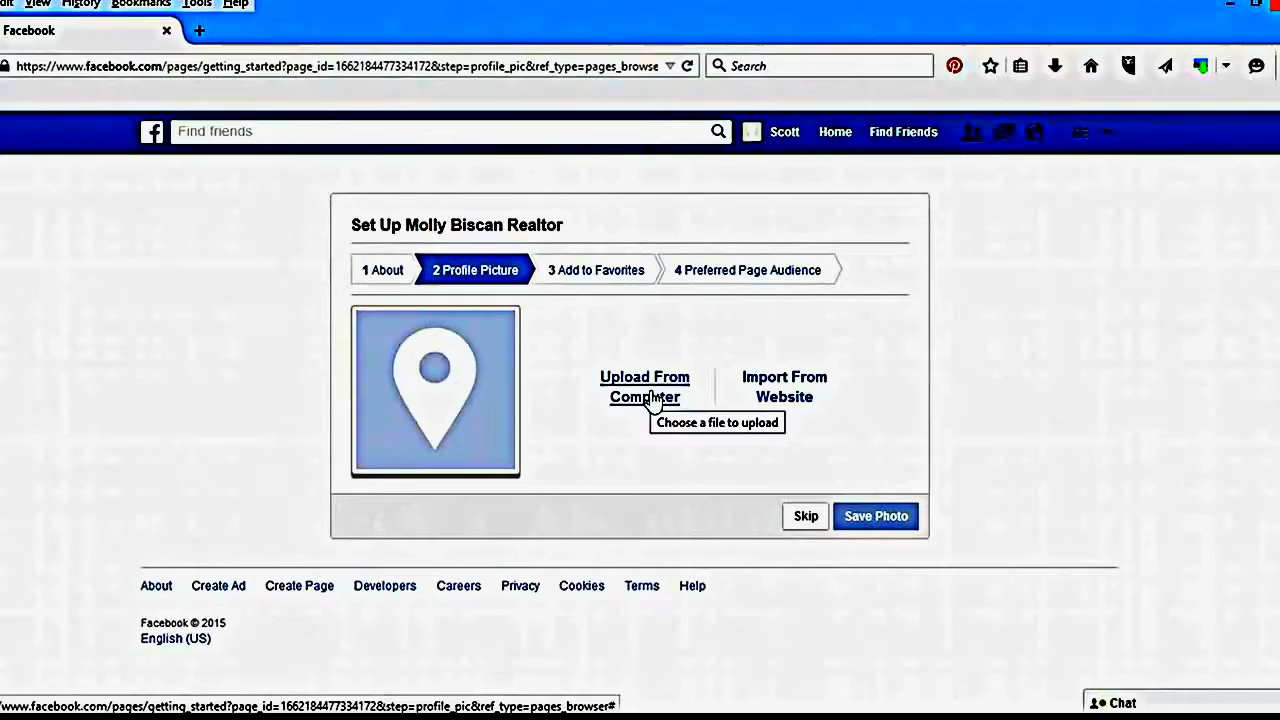 dit View History Bookmarks Tools Help
Facebook
https://www.facebook.com/pages/getting_started?page_id=1662184477334172&step=profile_pic&ref_type=pages_browse
Search
Find friends
Scott Home Find Friends
Set Up Molly Biscan Realtor
1 About 2 Profile Picture 3 Add to Favorites 4 Preferred Page Audience
Upload From Computer
Import From Website
Choose a file to upload
Skip Save Photo
About Create Ad Create Page Developers Careers Privacy Cookies Terms Help
Facebook © 2015
English (US)
/www.facebook.com/pages/getting_started?page_id=1662184477334172&step=profile_pic&ref_type=pages_browser#
Chat